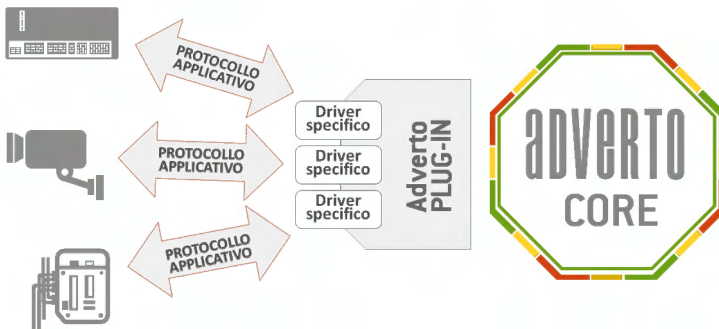 PROTOCOLLO
APPLICATIVO
PROTOCOLLO
APPLICATIVO
PROTOCOLLO
APPLICATIVO
Driver
specifico
Driver
specifico
Driver
specifico
Adverto
PLUG-IN
aDVERTO
CORE